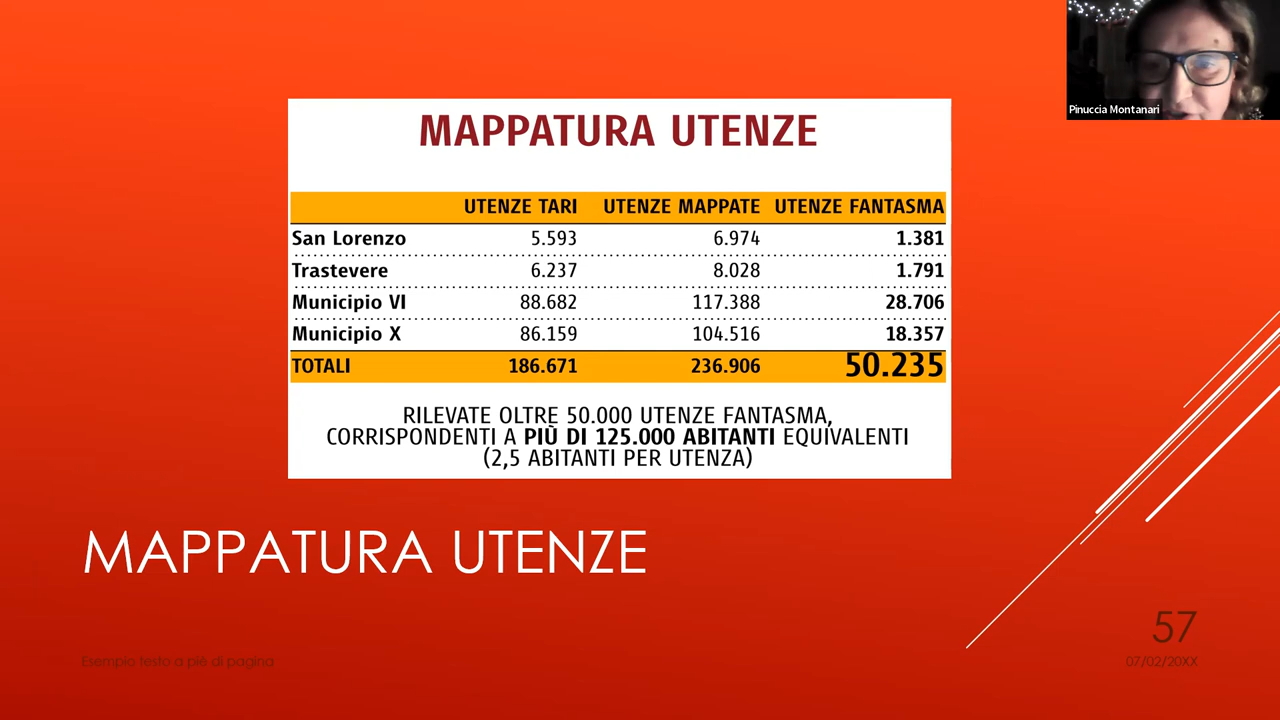 Pinuccia Montanari
MAPPATURA UTENZE
UTENZE TARI UTENZE MAPPATE UTENZE FANTASMA
San Lorenzo 5.593 6.974 1.381
Trastevere 6.237 8.028 1.791
Municipio VI 88.682 117.388 28.706
Municipio X 86.159 104.516 18.357
TOTALI 186.671 236.906 50.235
RILEVATE OLTRE 50.000 UTENZE FANTASMA,
CORRISPONDENTI A PIÙ DI 125.000 ABITANTI EQUIVALENTI
(2,5 ABITANTI PER UTENZA)
MAPPATURA UTENZE
57
Esempio testo a piè di pagina
07/02/20XX